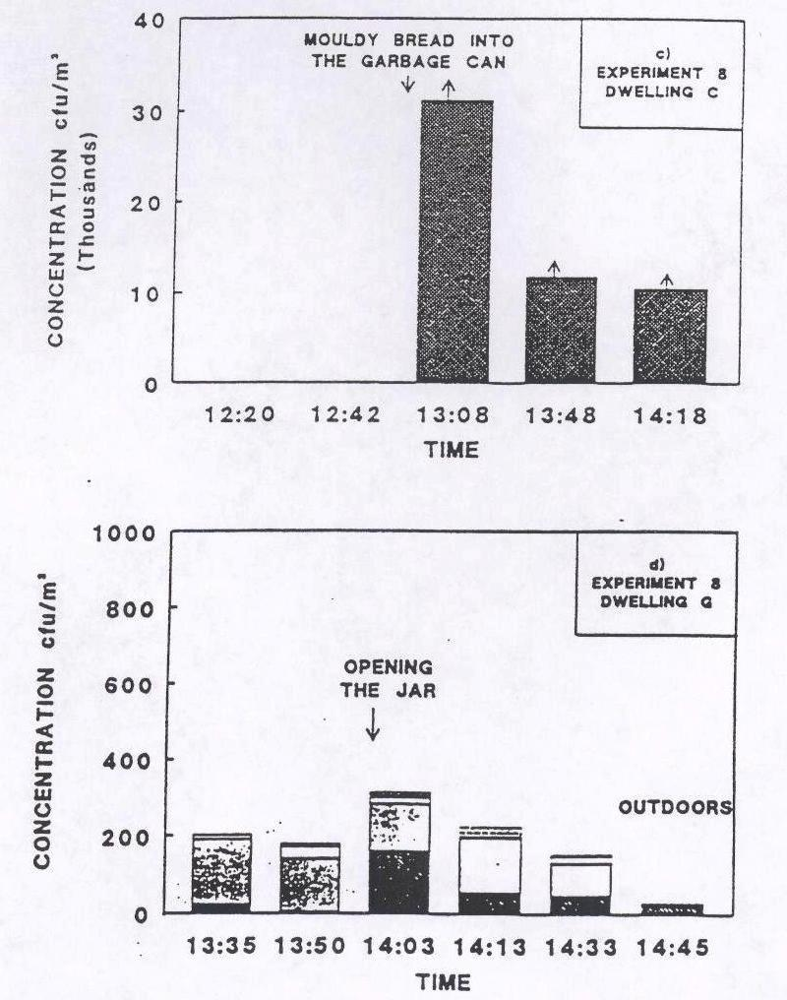 40
30
20
10
0
CONCENTRATION cfu/m³
(Thousands)
MOULDY BREAD INTO
THE GARBAGE CAN
c)
EXPERIMENT 8
DWELLING C
12:20 12:42 13:08 13:48 14:18
TIME
1000
800
600
400
200
0
CONCENTRATION cfu/m³
OPENING
THE JAR
d)
EXPERIMENT 8
DWELLING G
OUTDOORS
13:35 13:50 14:03 14:13 14:33 14:45
TIME